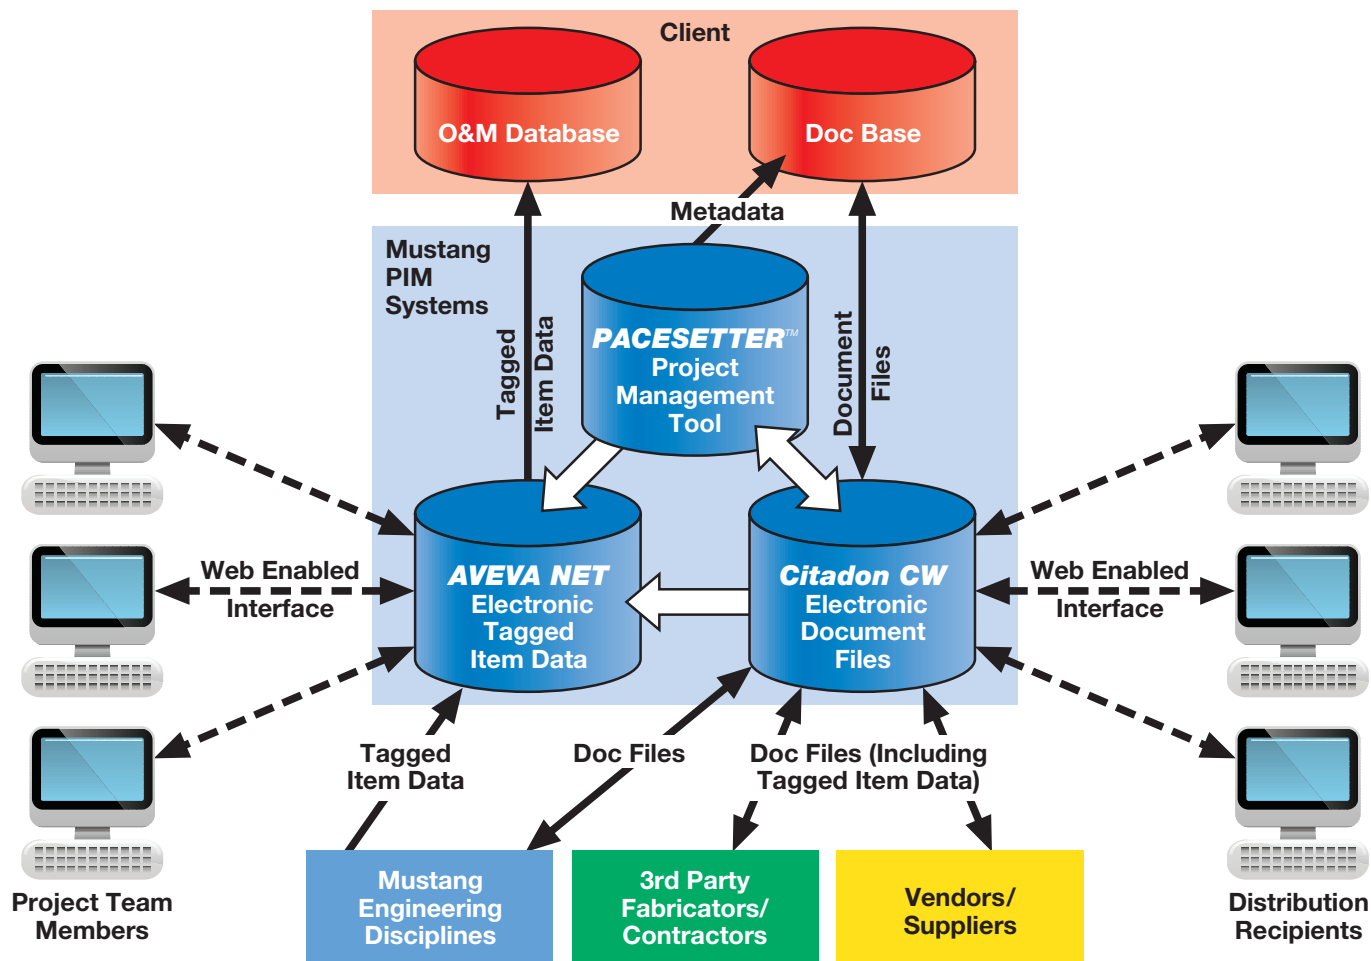 Client
O&M Database
Doc Base
Metadata
Mustang
PIM
Systems
Tagged
Item Data
PACESETTER™
Project
Management
Tool
Document
Files
Web Enabled
Interface
AVEVA NET
Electronic
Tagged
Item Data
Citadon CW
Electronic
Document
Files
Web Enabled
Interface
Tagged
Item Data
Doc Files
Doc Files (Including
Tagged Item Data)
Project Team
Members
Mustang
Engineering
Disciplines
3rd Party
Fabricators/
Contractors
Vendors/
Suppliers
Distribution
Recipients